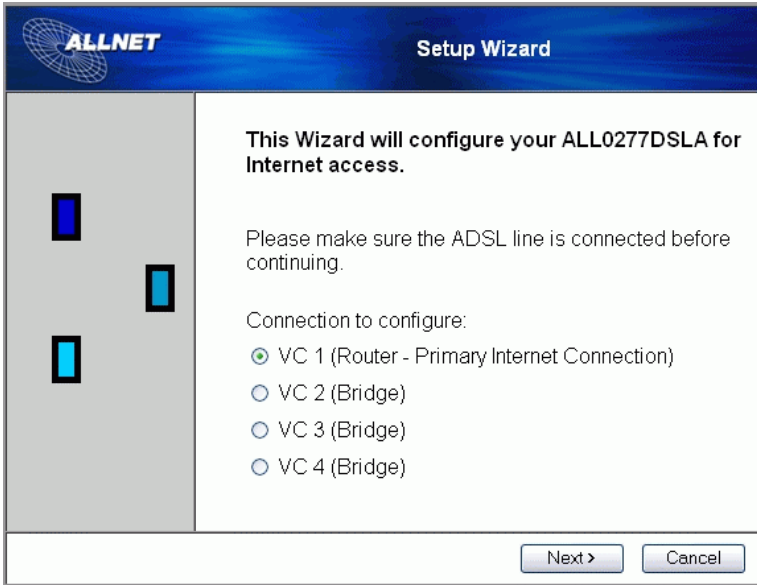 ALLNET
Setup Wizard
This Wizard will configure your ALL0277DSLA for
Internet access.
Please make sure the ADSL line is connected before
continuing.
Connection to configure:
VC 1 (Router - Primary Internet Connection)
VC 2 (Bridge)
VC 3 (Bridge)
VC 4 (Bridge)
Next >
Cancel